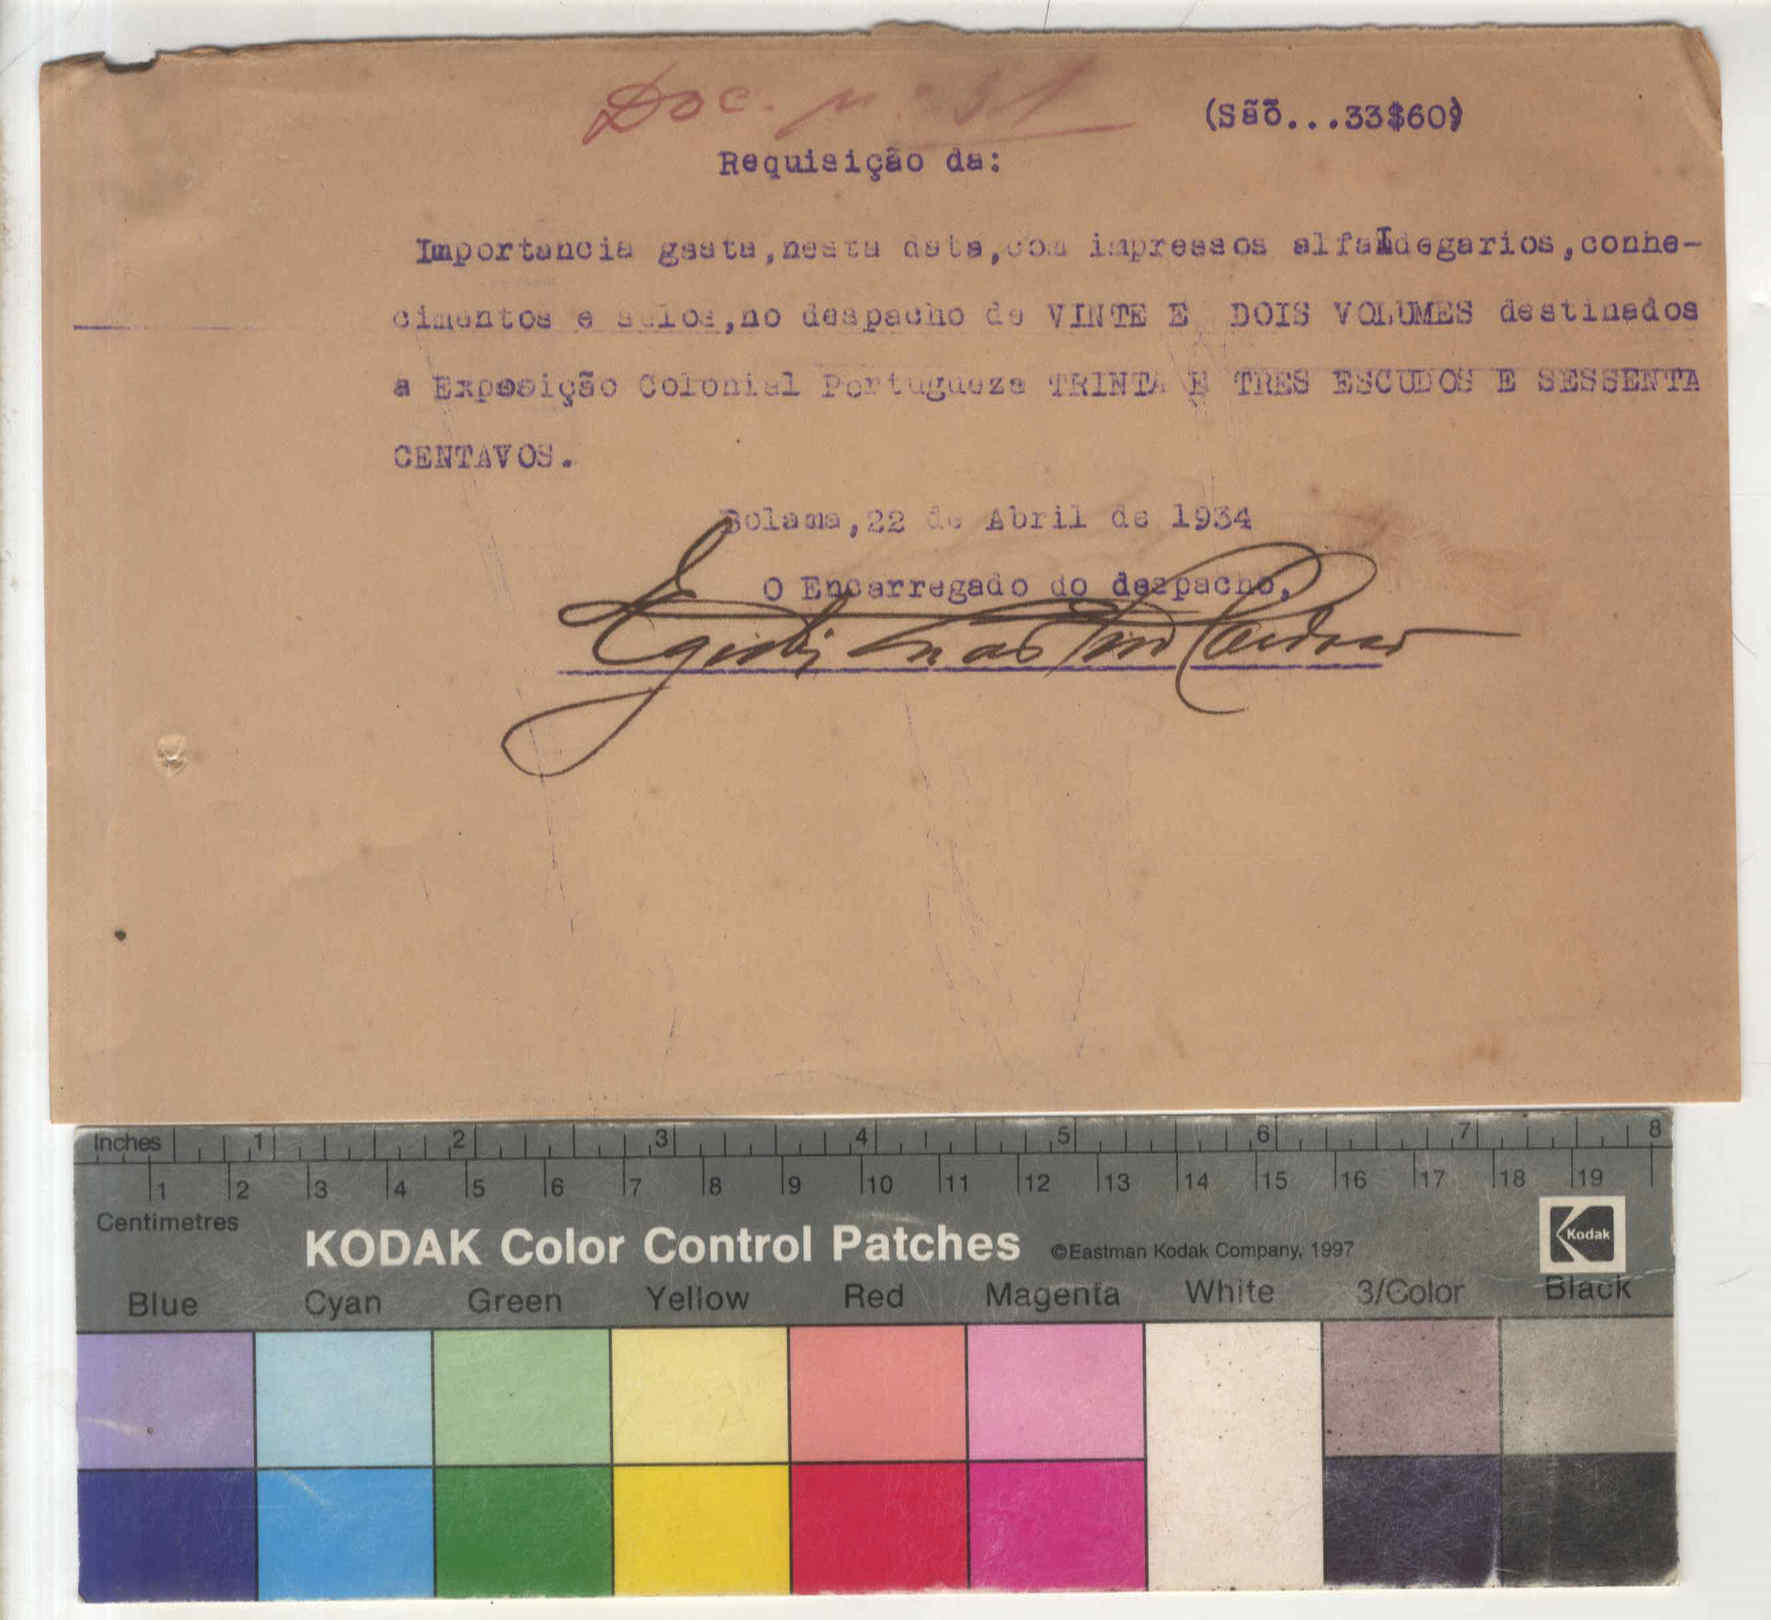 Doc. nº 31
(São...33$60)
Requisição da:
Importancia gasta,nesta data,com impressos alfandegarios,conhe-
cimentos e selos,no despacho de VINTE E DOIS VOLUMES destinados
a Exposição Colonial Portugueza TRINTA E TRES ESCUDOS E SESSENTA
CENTAVOS.
Bolama,22 de Abril de 1934
O Encarregado do despacho,
Cardoso
Inches 1 2 3 4 5 6 7 8
1 2 3 4 5 6 7 8 9 10 11 12 13 14 15 16 17 18 19
Centimetres
KODAK Color Control Patches ©Eastman Kodak Company, 1997 Kodak
Blue Cyan Green Yellow Red Magenta White 3/Color Black